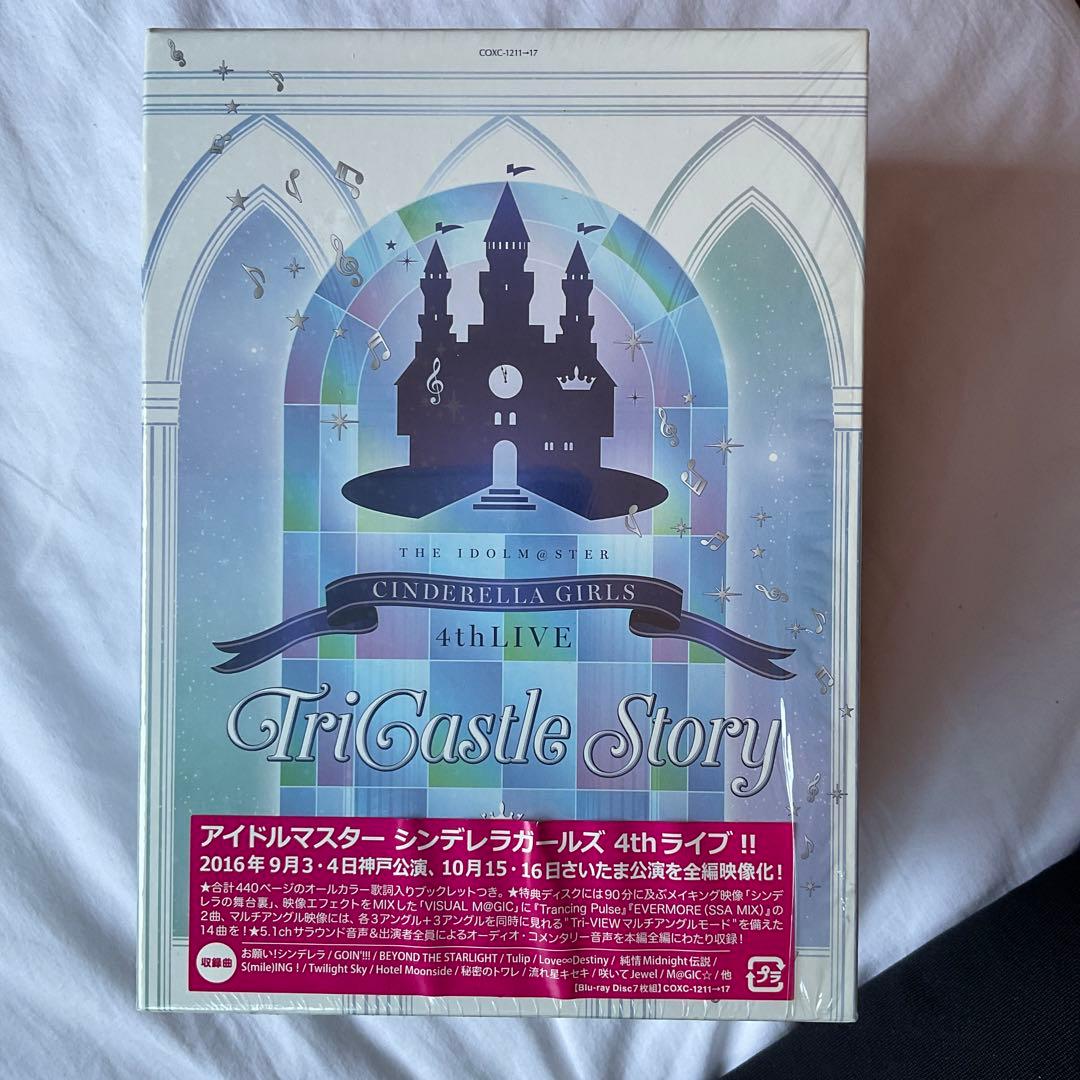 COXC-1211→17
THE IDOLM@STER
CINDERELLA GIRLS
4thLIVE
TriCastle Story
アイドルマスター シンデレラガールズ 4thライブ!!
2016年9月3・4日神戸公演、10月15・16日さいたま公演を全編映像化!
★合計440ページのオールカラー歌詞入りブックレットつき。★特典ディスクには90分に及ぶメイキング映像「シンデ
レラの舞台裏」、映像エフェクトをMIXした「VISUAL M@GIC」に『Trancing Pulse』『EVERMORE (SSA MIX)』の
2曲、マルチアングル映像には、各3アングル+3アングルを同時に見れる"Tri-VIEWマルチアングルモード"を備えた
14曲を!★5.1chサラウンド音声&出演者全員によるオーディオ・コメンタリー音声を本編全編にわたり収録!
収録曲
お願い!シンデレラ / GOIN'!!! / BEYOND THE STARLIGHT / Tulip / Love∞Destiny / 純情Midnight伝説 /
S(mile)ING! / Twilight Sky / Hotel Moonside / 秘密のトワレ / 流れ星キセキ / 咲いてJewel / M@GIC☆ / 他
[Blu-ray Disc7枚組] COXC-1211→17
プラ